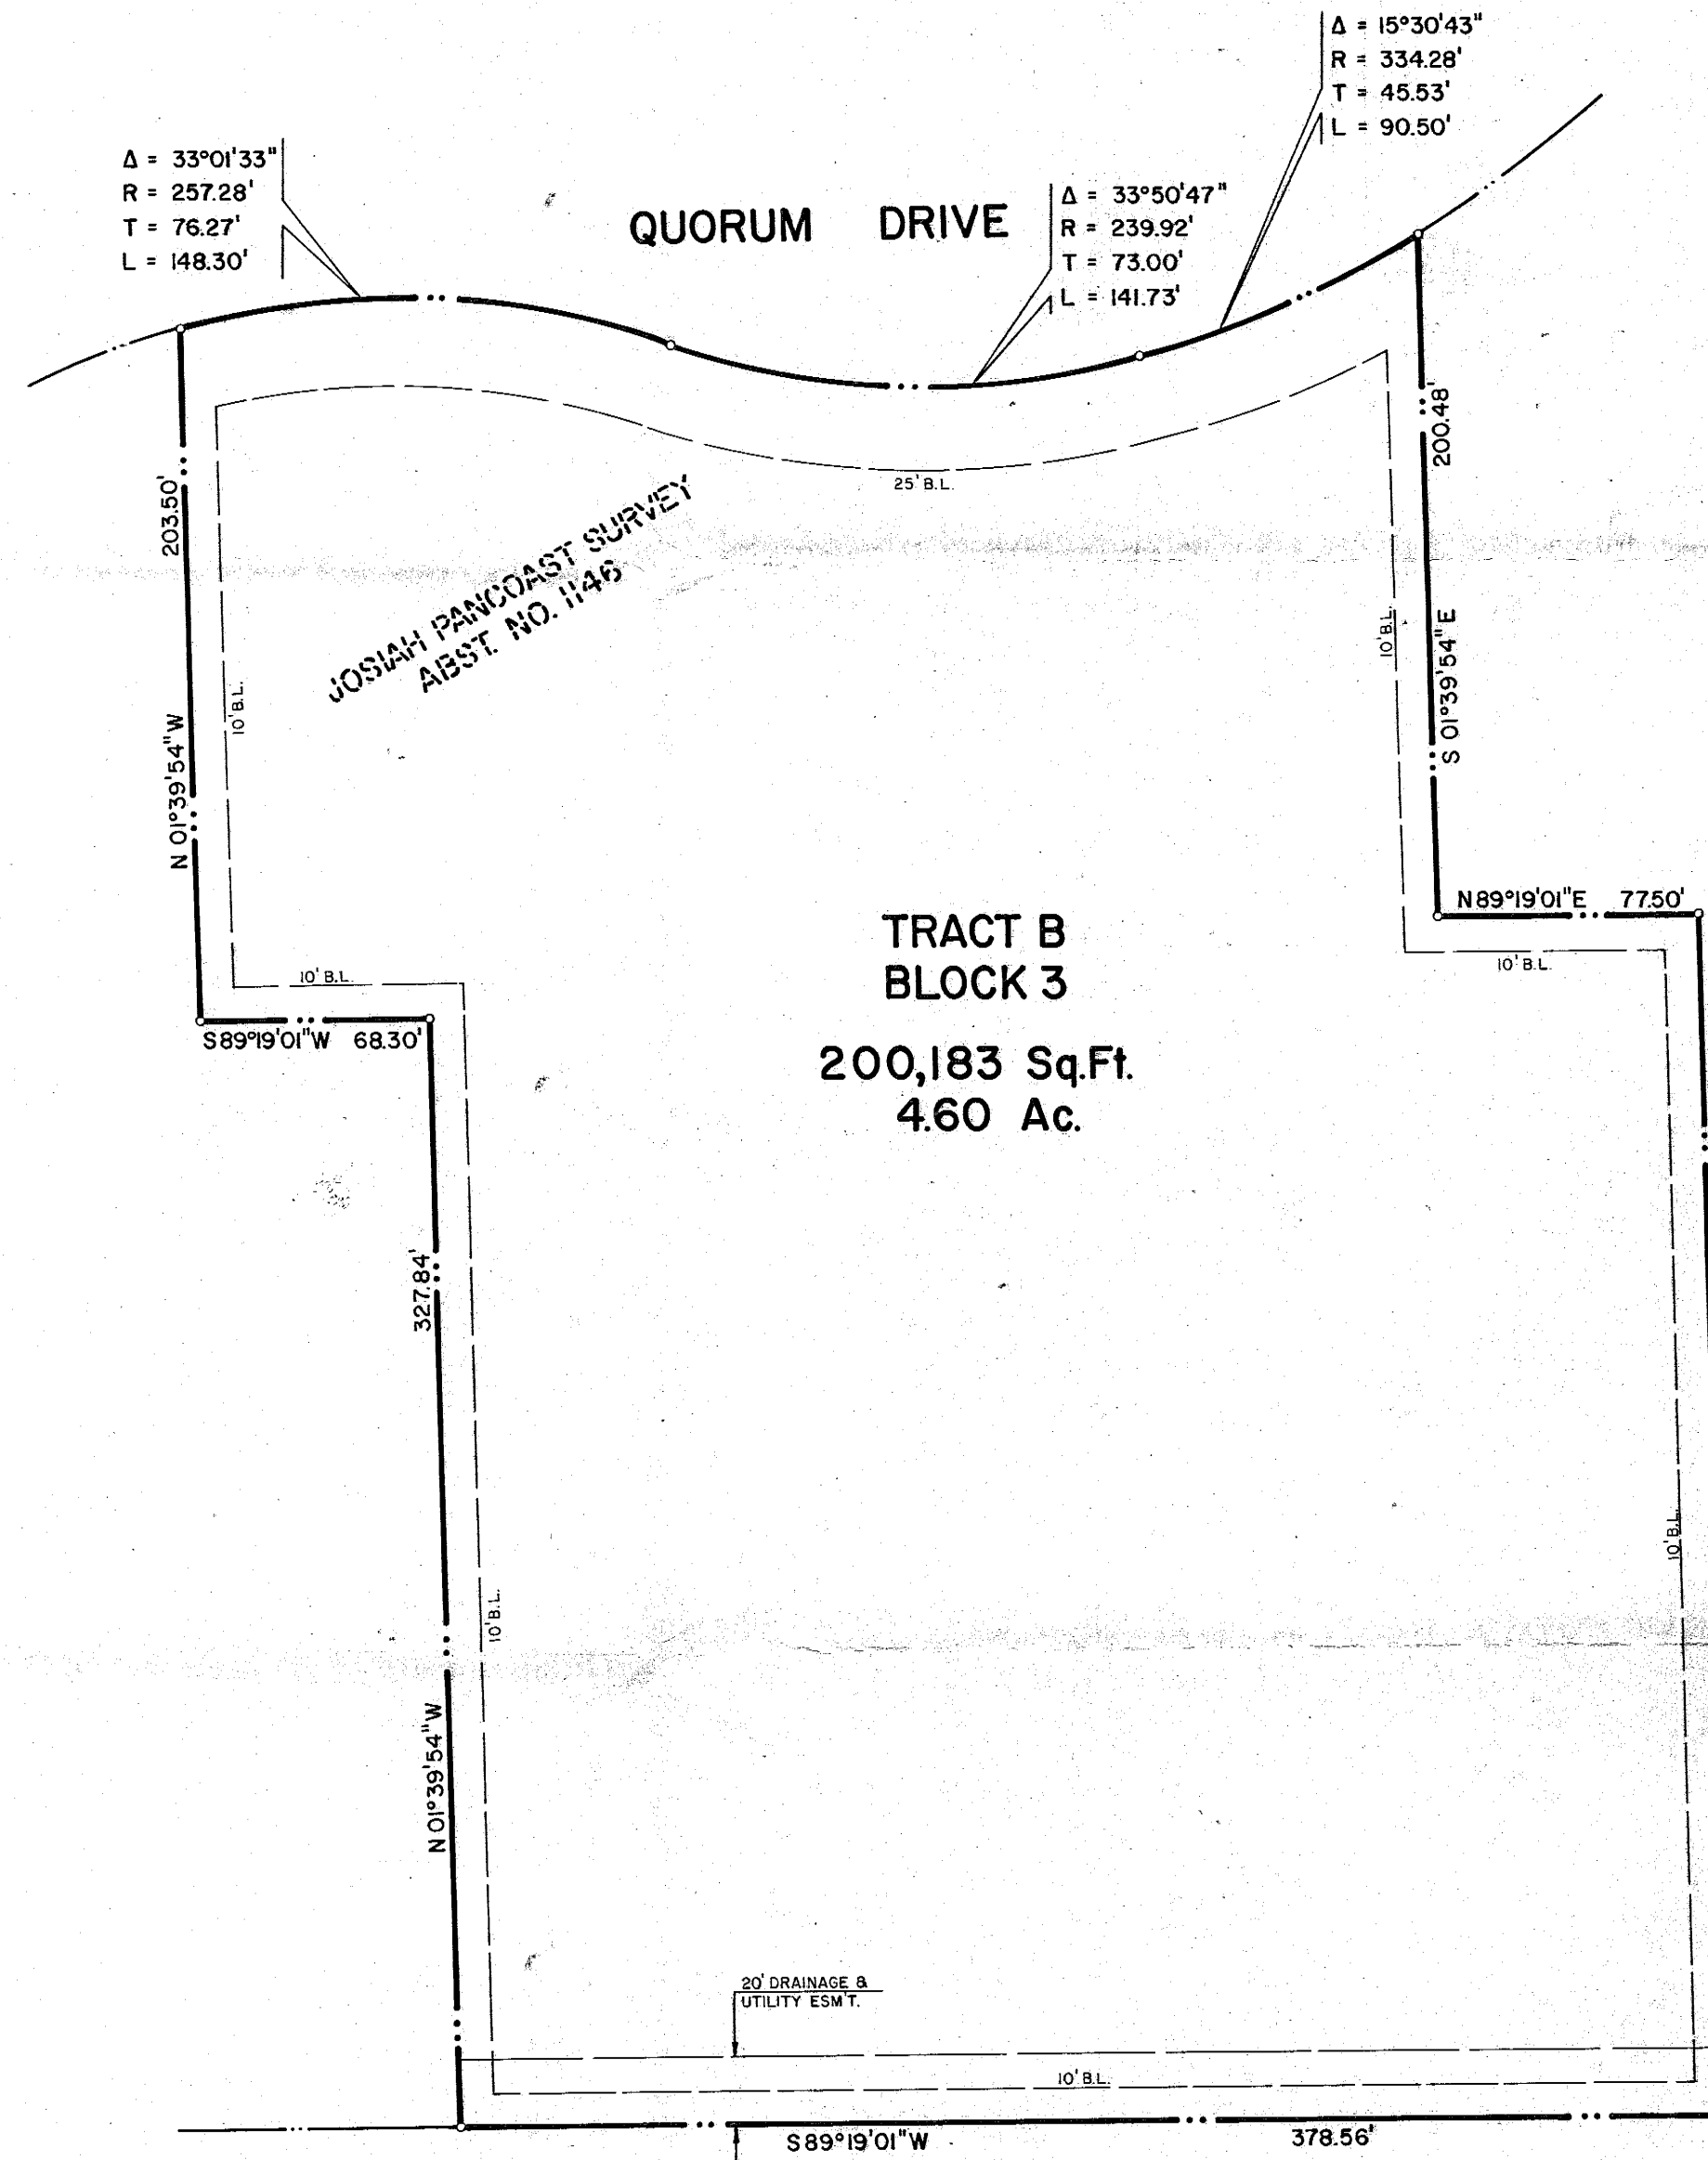 Δ = 15°30'43"
R = 334.28'
T = 45.53'
L = 90.50'
Δ = 33°01'33"
R = 257.28'
T = 76.27'
L = 148.30'
QUORUM DRIVE
Δ = 33°50'47"
R = 239.92'
T = 73.00'
L = 141.73'
200.48'
25' B.L.
203.50'
JOSIAH PANCOAST SURVEY
ABST. NO. 1146
10' B.L.
S 01°39'54" E
10' B.L.
N 01°39'54" W
N89°19'01"E 77.50'
TRACT B
BLOCK 3
10' B.L.
10' B.L.
S89°19'01"W 68.30'
200,183 Sq.Ft.
4.60 Ac.
327.84'
10' B.L.
10' B.L.
N 01°39'54" W
20' DRAINAGE &
UTILITY ESM'T.
10' B.L.
S89°19'01"W 378.56'